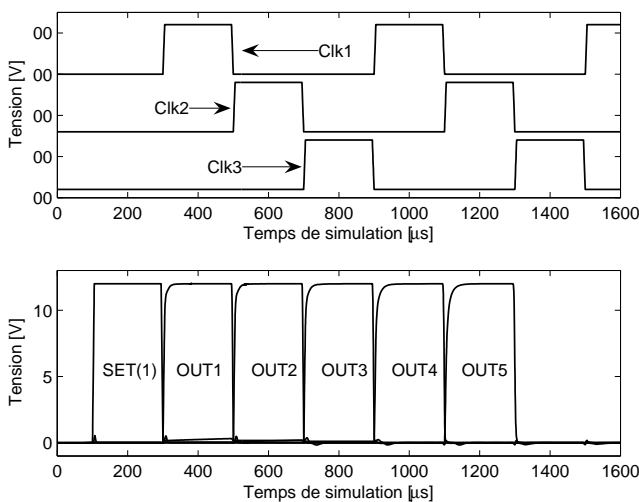 Tension [V]
00
00
00
00
00
Clk1
Clk2
Clk3
0 200 400 600 800 1000 1200 1400 1600
Temps de simulation [µs]
Tension [V]
10
5
0
SET(1) OUT1 OUT2 OUT3 OUT4 OUT5
0 200 400 600 800 1000 1200 1400 1600
Temps de simulation [µs]